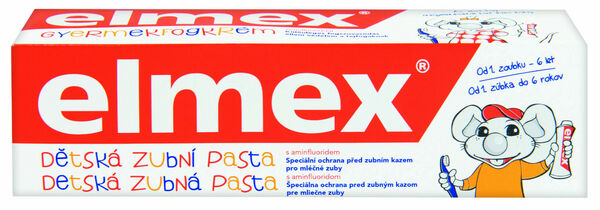 elmex®
GYERMEKFOGKRÉM
elmex®
Od 1. zoubku – 6 let
Od 1. zúbka do 6 rokov
DĚTSKÁ ZUBNÍ PASTA
s aminfluoridem
Speciální ochrana před zubním kazem
pro mléčné zuby
DETSKÁ ZUBNÁ PASTA
s aminfluoridom
Špeciálna ochrana pred zubným kazom
pre mliečne zuby
elmex